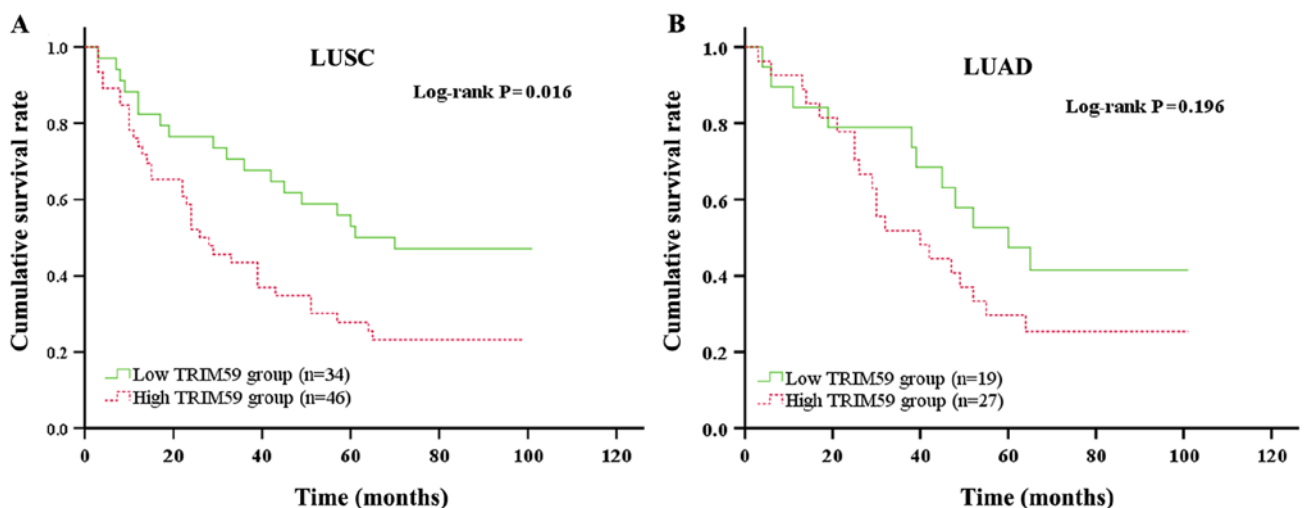 A
LUSC
Log-rank P=0.016
Cumulative survival rate
1.0
0.8
0.6
0.4
0.2
0.0
Low TRIM59 group (n=34)
High TRIM59 group (n=46)
0 20 40 60 80 100 120
Time (months)
B
LUAD
Log-rank P=0.196
Cumulative survival rate
1.0
0.8
0.6
0.4
0.2
0.0
Low TRIM59 group (n=19)
High TRIM59 group (n=27)
0 20 40 60 80 100 120
Time (months)